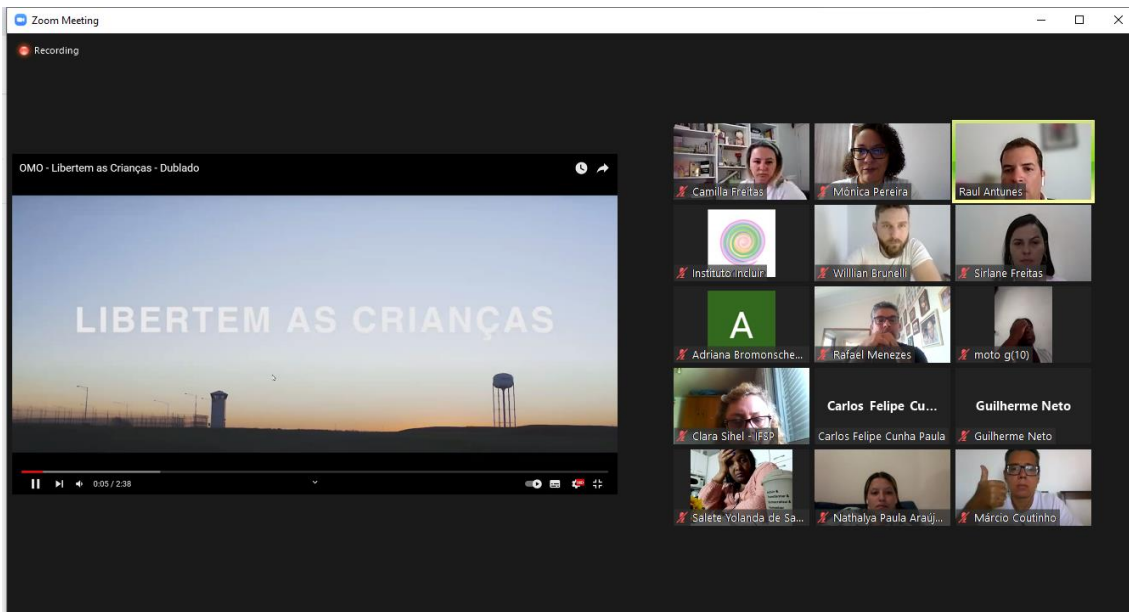 Zoom Meeting
Recording
OMO - Libertem as Crianças - Dublado
LIBERTEM AS CRIANÇAS
0:05 / 2:38
Camilla Freitas
Mônica Pereira
Raul Antunes
Instituto Incluir
Willlian Brunelli
Sirlane Freitas
A
Adriana Bromonsche...
Rafael Menezes
moto g(10)
Clara Sihel - IFSP
Carlos Felipe Cu...
Carlos Felipe Cunha Paula
Guilherme Neto
Guilherme Neto
Salete Yolanda de Sa...
Nathalya Paula Araúj...
Márcio Coutinho